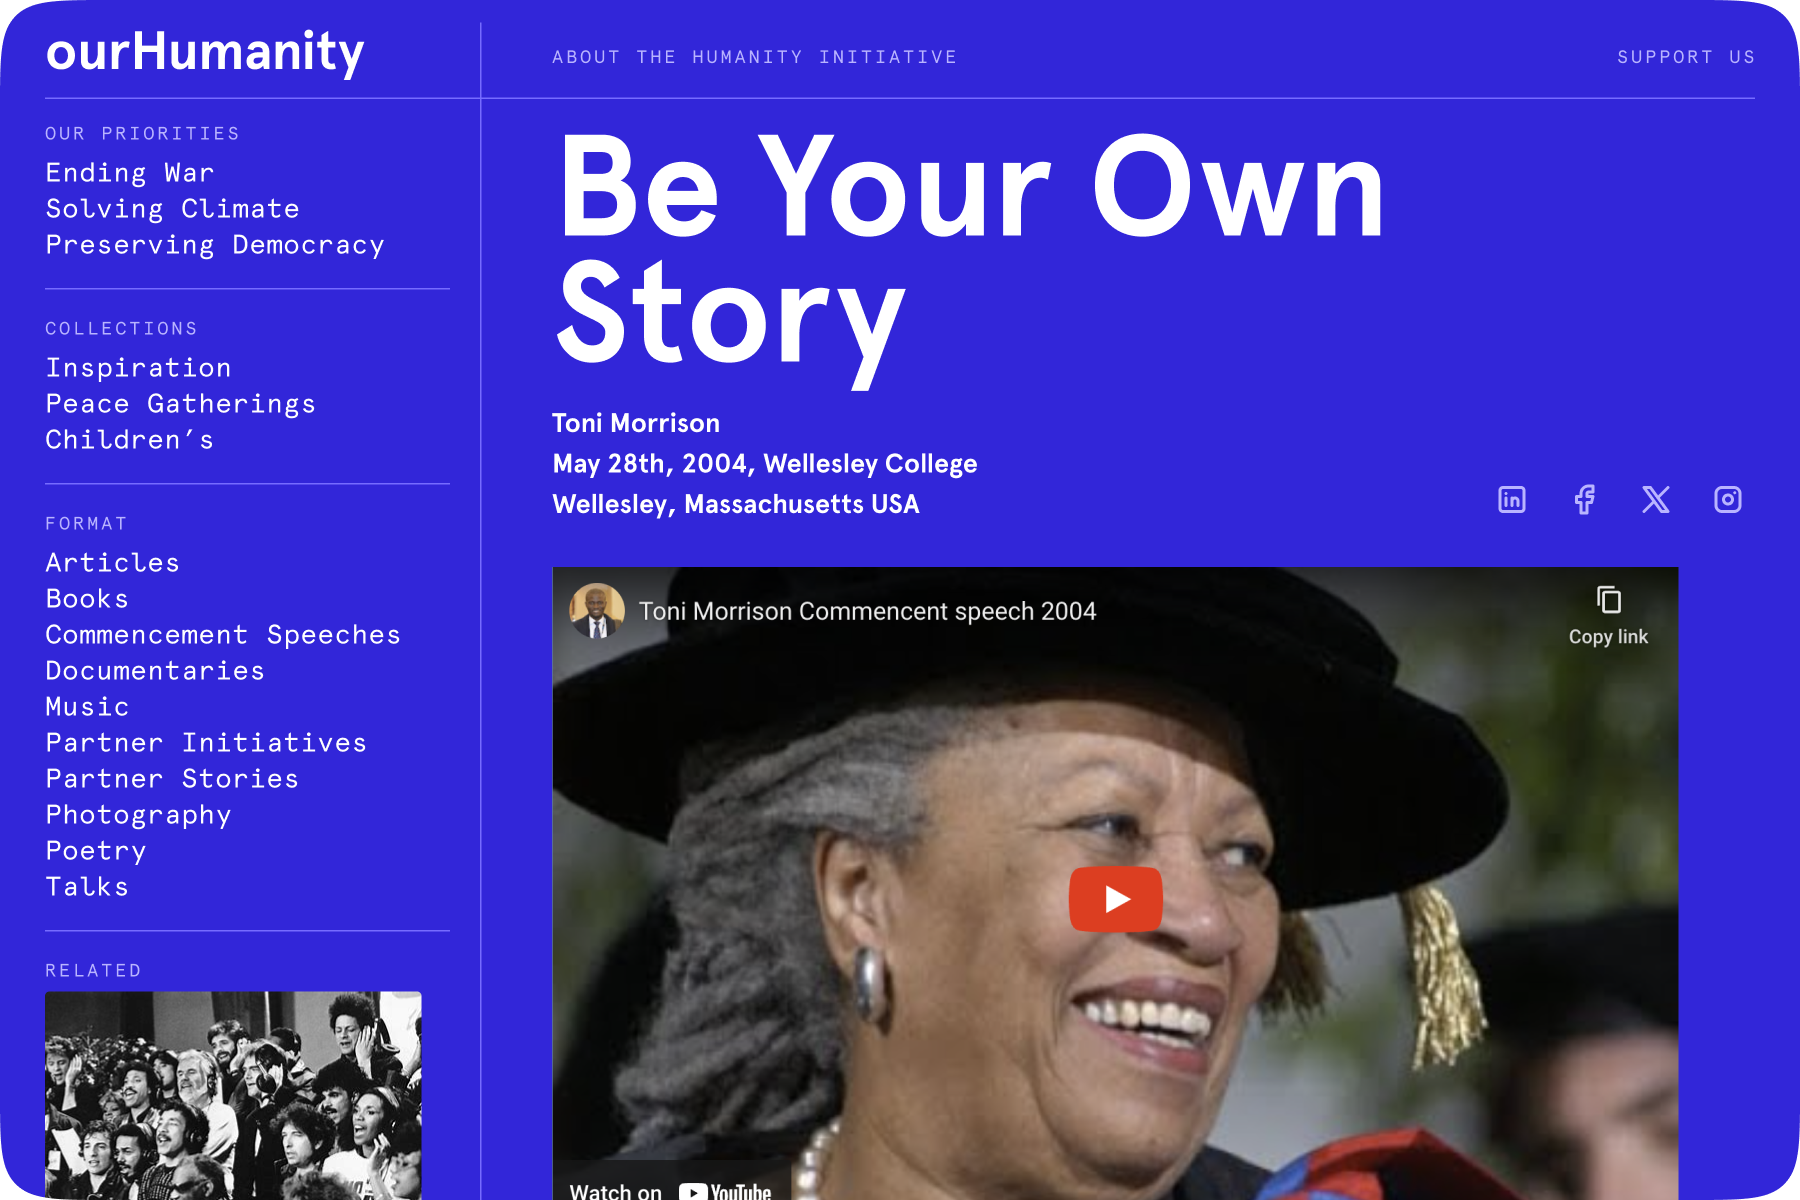 ourHumanity
ABOUT THE HUMANITY INITIATIVE
SUPPORT US
OUR PRIORITIES
Ending War
Solving Climate
Preserving Democracy
COLLECTIONS
Inspiration
Peace Gatherings
Children’s
FORMAT
Articles
Books
Commencement Speeches
Documentaries
Music
Partner Initiatives
Partner Stories
Photography
Poetry
Talks
RELATED
Be Your Own
Story
Toni Morrison
May 28th, 2004, Wellesley College
Wellesley, Massachusetts USA
Toni Morrison Commencent speech 2004
Copy link
Watch on YouTube